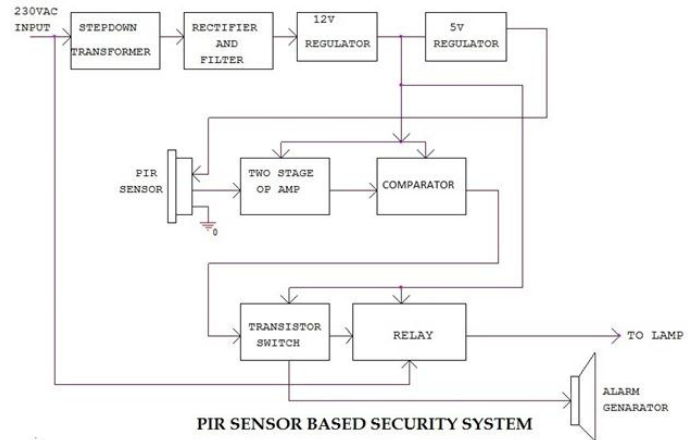 230VAC
INPUT
STEPDOWN
TRANSFORMER
RECTIFIER
AND
FILTER
12V
REGULATOR
5V
REGULATOR
PIR
SENSOR
TWO STAGE
OP AMP
COMPARATOR
0
TRANSISTOR
SWITCH
RELAY
TO LAMP
ALARM
GENARATOR
PIR SENSOR BASED SECURITY SYSTEM